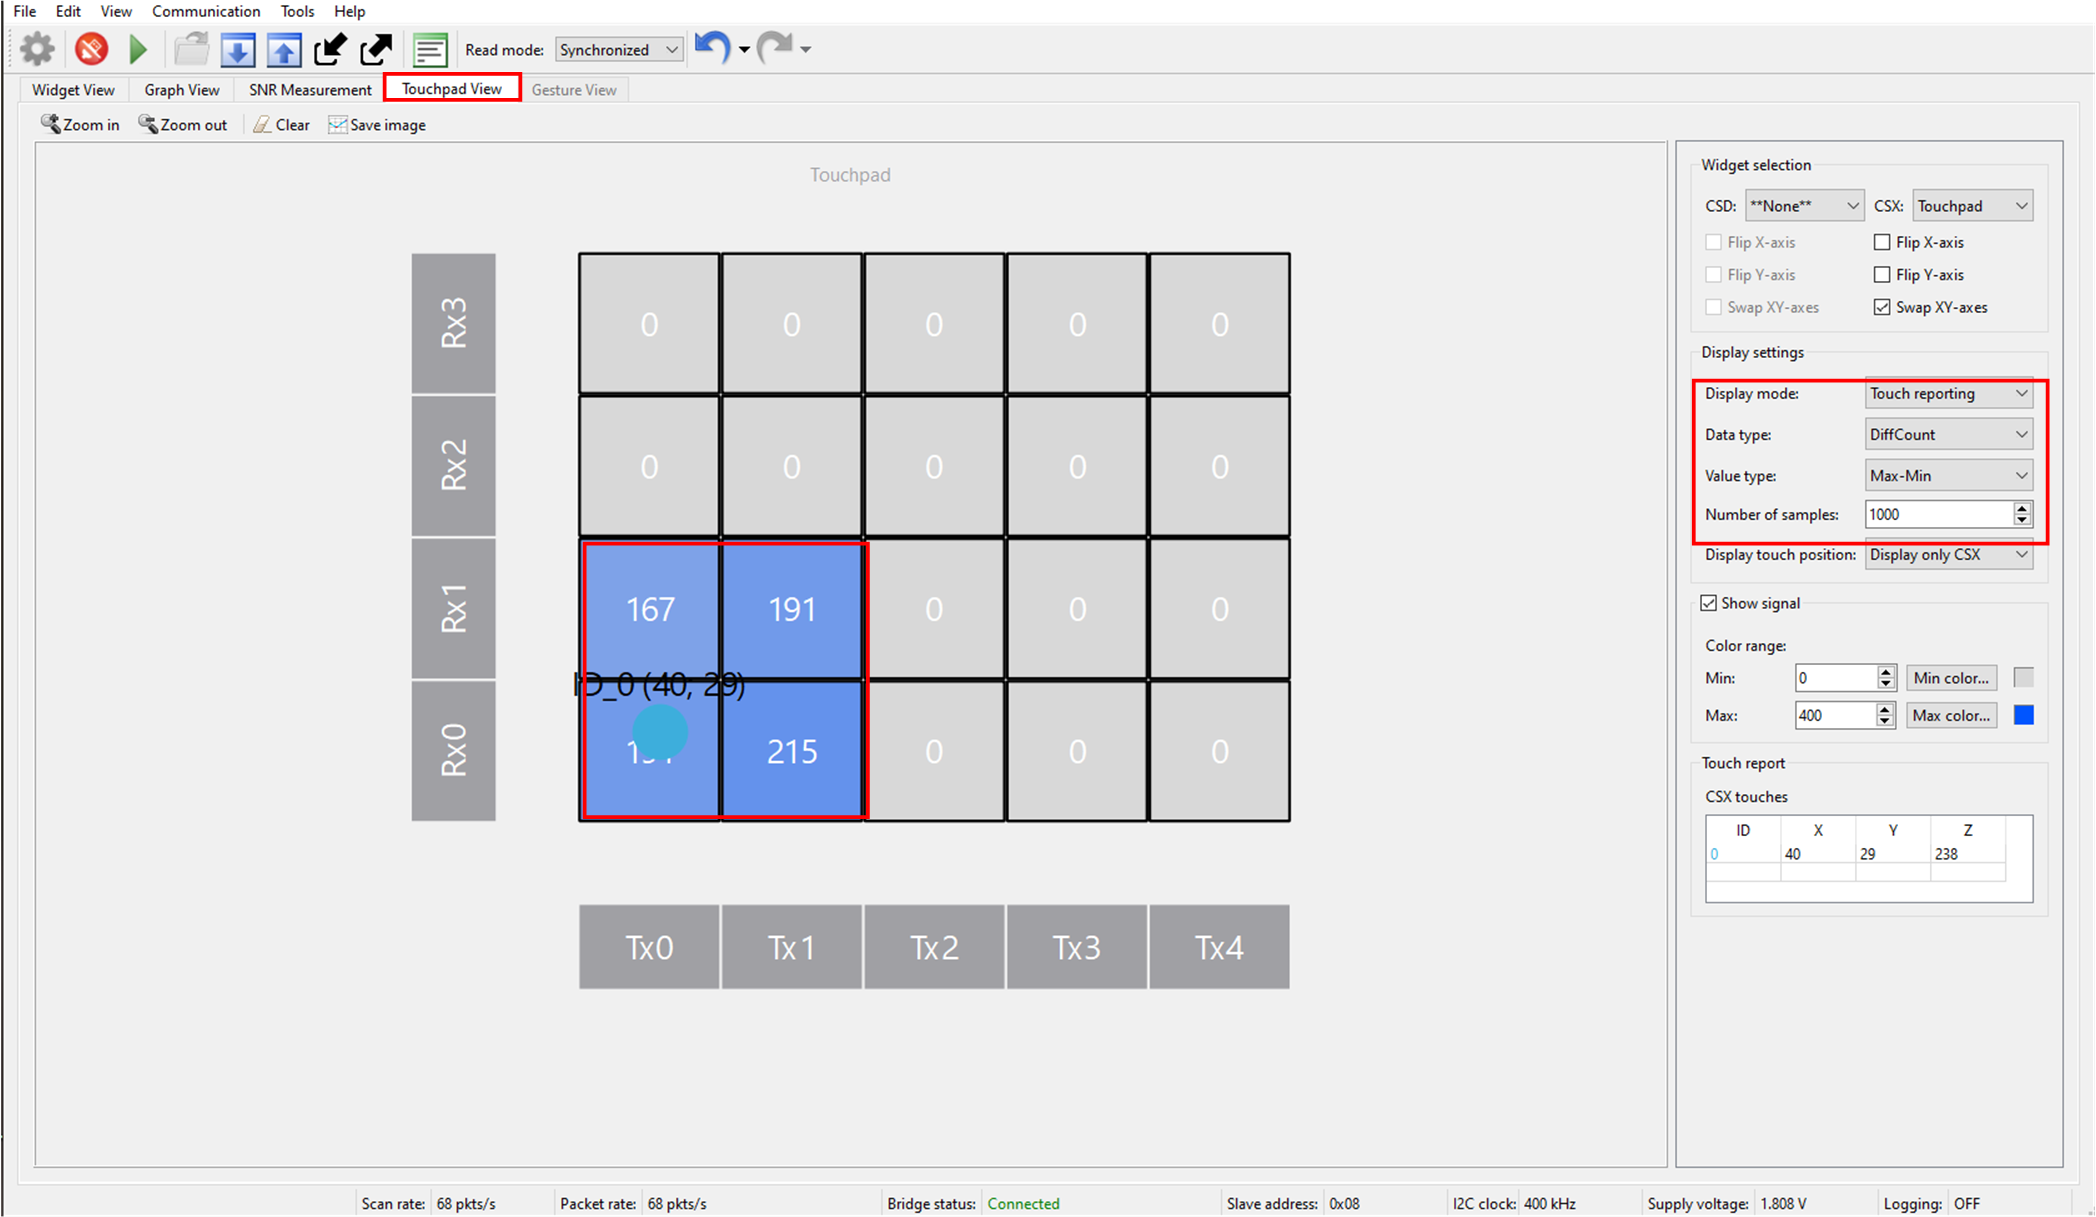 File Edit View Communication Tools Help
Read mode: Synchronized
Widget View Graph View SNR Measurement Touchpad View Gesture View
Zoom in Zoom out Clear Save image
Touchpad
Rx3 0 0 0 0 0
Rx2 0 0 0 0 0
Rx1 167 191 0 0 0
ID_0 (40; 29)
Rx0 215 0 0 0
Tx0 Tx1 Tx2 Tx3 Tx4
Widget selection
CSD: **None** CSX: Touchpad
Flip X-axis Flip X-axis
Flip Y-axis Flip Y-axis
Swap XY-axes Swap XY-axes
Display settings
Display mode: Touch reporting
Data type: DiffCount
Value type: Max-Min
Number of samples: 1000
Display touch position: Display only CSX
Show signal
Color range:
Min: 0 Min color...
Max: 400 Max color...
Touch report
CSX touches
ID X Y Z
0 40 29 238
Scan rate: 68 pkts/s Packet rate: 68 pkts/s Bridge status: Connected Slave address: 0x08 I2C clock: 400 kHz Supply voltage: 1.808 V Logging: OFF